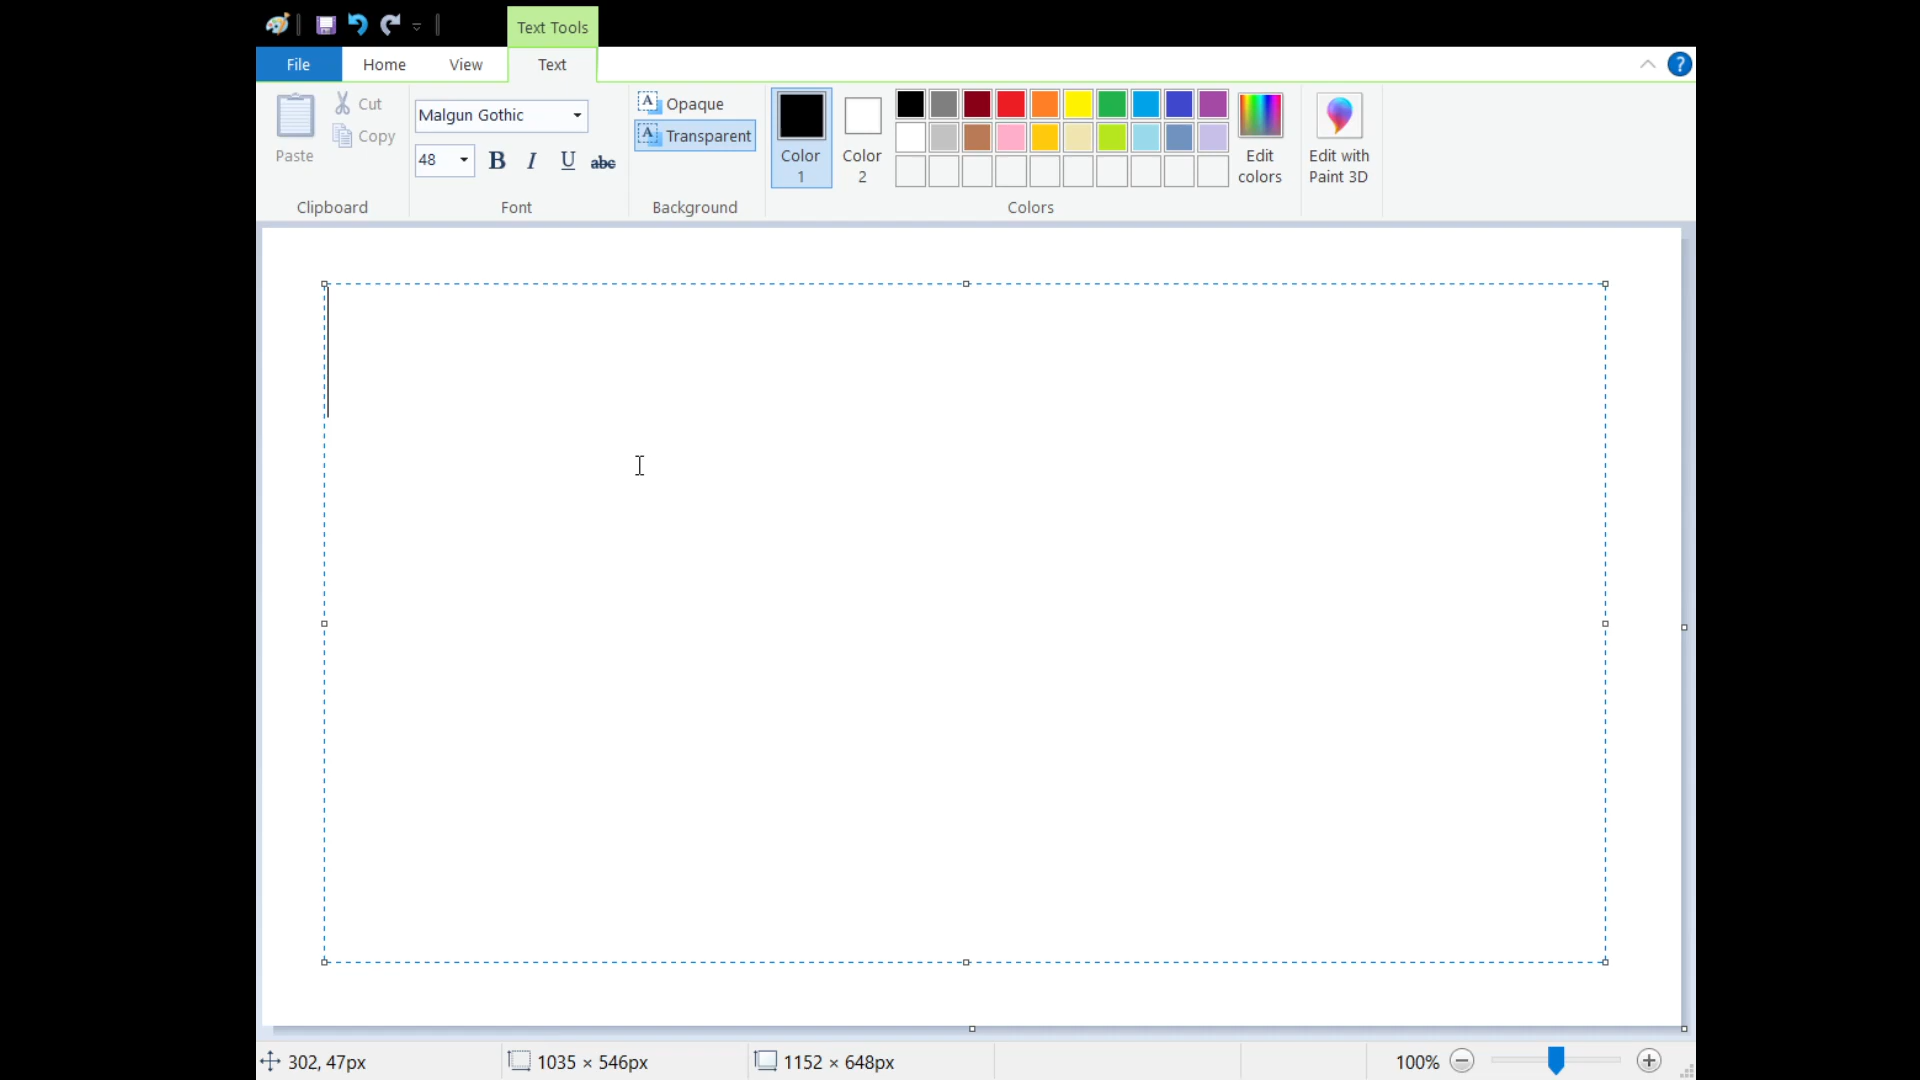 Text Tools
File Home View Text
Paste Cut Copy Clipboard
Malgun Gothic
48 B I U abc
Font
A Opaque
A Transparent
Background
Color 1
Color 2
Edit colors
Colors
Edit with Paint 3D
?
302, 47px
1035 × 546px
1152 × 648px
100%